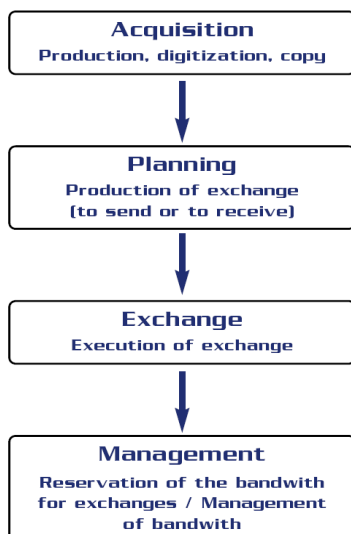 Acquisition
Production, digitization, copy
Planning
Production of exchange
(to send or to receive)
Exchange
Execution of exchange
Management
Reservation of the bandwith
for exchanges / Management
of bandwith